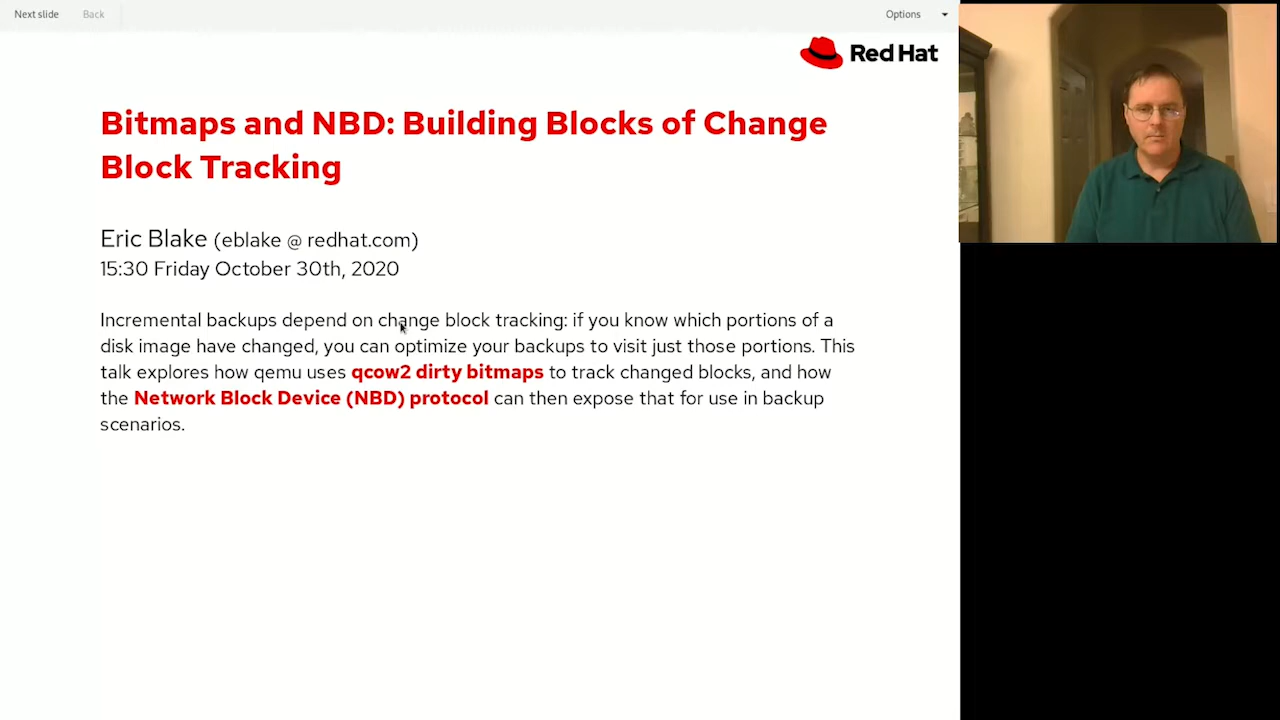 Next slide
Back
Options
Red Hat
Bitmaps and NBD: Building Blocks of Change
Block Tracking
Eric Blake (eblake @ redhat.com)
15:30 Friday October 30th, 2020
Incremental backups depend on change block tracking: if you know which portions of a
disk image have changed, you can optimize your backups to visit just those portions. This
talk explores how qemu uses qcow2 dirty bitmaps to track changed blocks, and how
the Network Block Device (NBD) protocol can then expose that for use in backup
scenarios.